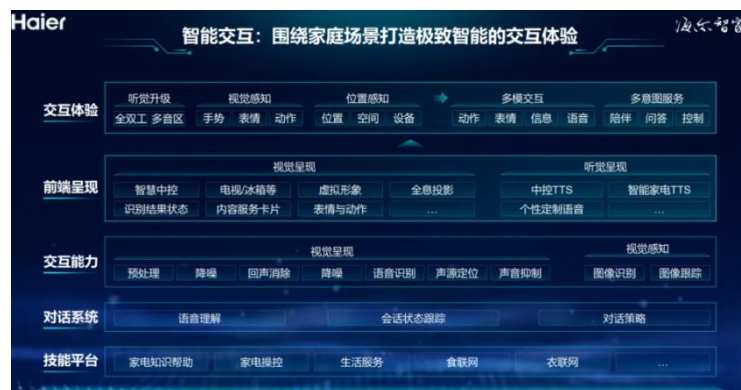 Haier
智能交互：围绕家庭场景打造极致智能的交互体验
海尔智家
交互体验
听觉升级 视觉感知 位置感知 多模交互 多意图服务
全双工 多音区 手势 表情 动作 位置 空间 设备 动作 表情 信息 语音 陪伴 问答 控制
前端呈现
视觉呈现 听觉呈现
智慧中控 电视/冰箱等 虚拟形象 全息投影 中控TTS 智能家电TTS
识别结果状态 内容服务卡片 表情与动作 ... 个性定制语音 ...
交互能力
视觉呈现 视觉感知
预处理 降噪 回声消除 降噪 语音识别 声源定位 声音抑制 图像识别 图像跟踪
对话系统
语音理解 会话状态跟踪 对话策略
技能平台
家电知识帮助 家电操控 生活服务 食联网 衣联网 ...